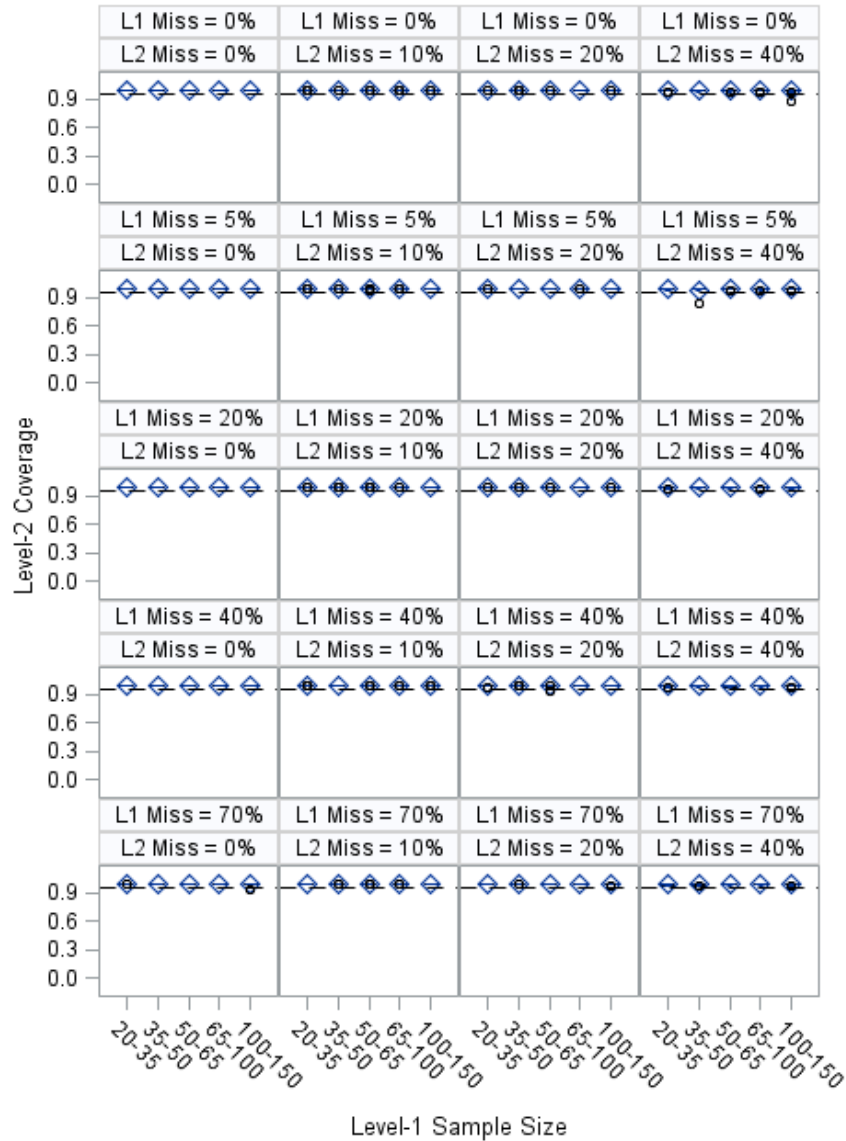 L1 Miss = 0% L1 Miss = 0% L1 Miss = 0% L1 Miss = 0%
L2 Miss = 0% L2 Miss = 10% L2 Miss = 20% L2 Miss = 40%
0.9
0.6
0.3
0.0
L1 Miss = 5% L1 Miss = 5% L1 Miss = 5% L1 Miss = 5%
L2 Miss = 0% L2 Miss = 10% L2 Miss = 20% L2 Miss = 40%
0.9
0.6
0.3
0.0
L1 Miss = 20% L1 Miss = 20% L1 Miss = 20% L1 Miss = 20%
L2 Miss = 0% L2 Miss = 10% L2 Miss = 20% L2 Miss = 40%
0.9
0.6
0.3
0.0
Level-2 Coverage
L1 Miss = 40% L1 Miss = 40% L1 Miss = 40% L1 Miss = 40%
L2 Miss = 0% L2 Miss = 10% L2 Miss = 20% L2 Miss = 40%
0.9
0.6
0.3
0.0
L1 Miss = 70% L1 Miss = 70% L1 Miss = 70% L1 Miss = 70%
L2 Miss = 0% L2 Miss = 10% L2 Miss = 20% L2 Miss = 40%
0.9
0.6
0.3
0.0
20-35 35-50 50-65 65-100 100-150 20-35 35-50 50-65 65-100 100-150 20-35 35-50 50-65 65-100 100-150 20-35 35-50 50-65 65-100 100-150
Level-1 Sample Size